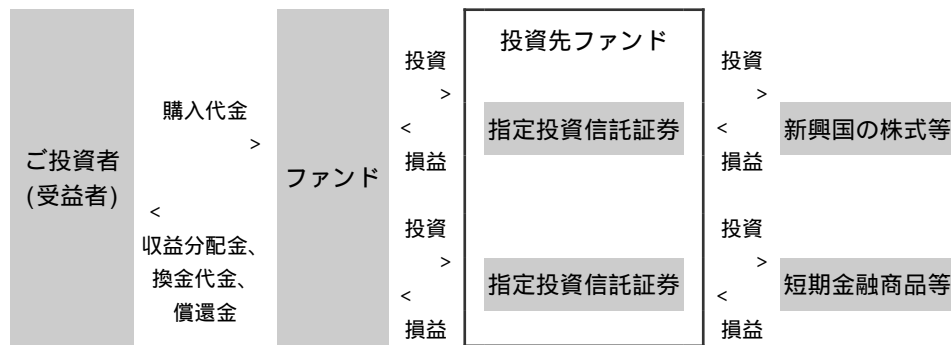 ご投資者
(受益者)
購入代金
>
<
収益分配金、
換金代金、
償還金
ファンド
投資
>
<
損益
投資
>
<
損益
投資先ファンド
指定投資信託証券
指定投資信託証券
投資
>
<
損益
投資
>
<
損益
新興国の株式等
短期金融商品等